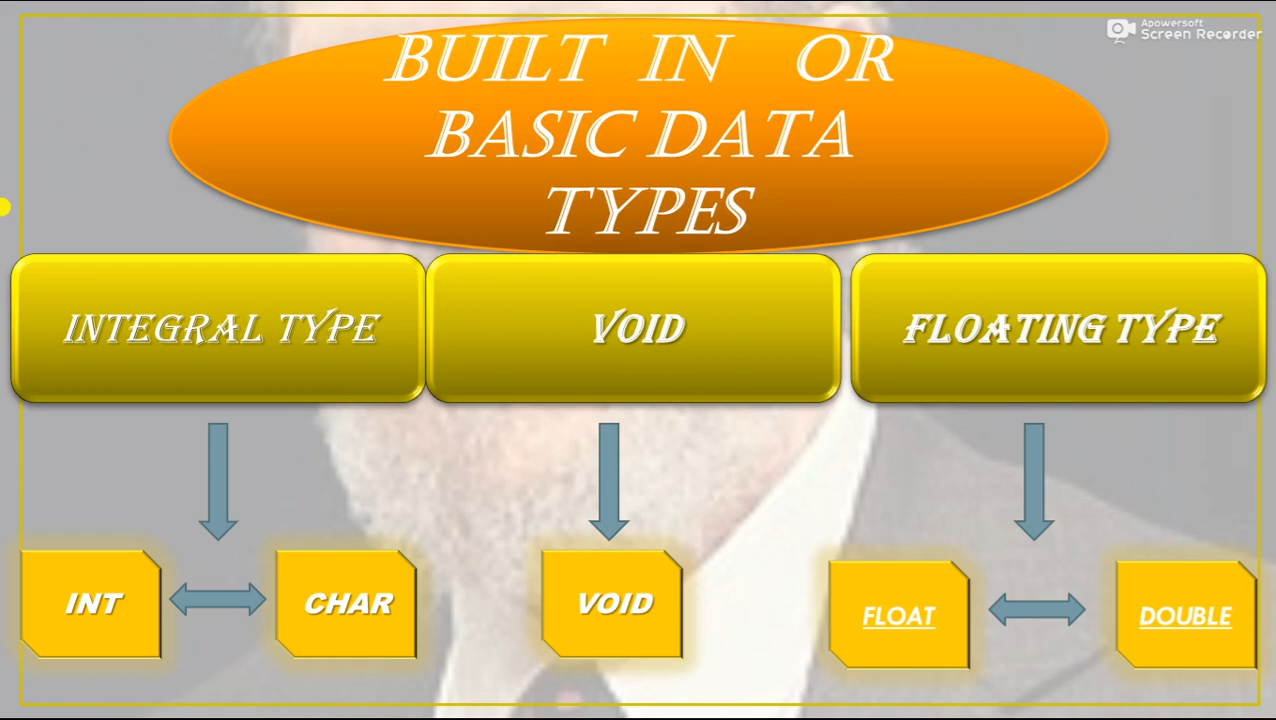 Apowersoft
Screen Recorder
BUILT IN OR
BASIC DATA
TYPES
INTEGRAL TYPE
VOID
FLOATING TYPE
INT
CHAR
VOID
FLOAT
DOUBLE